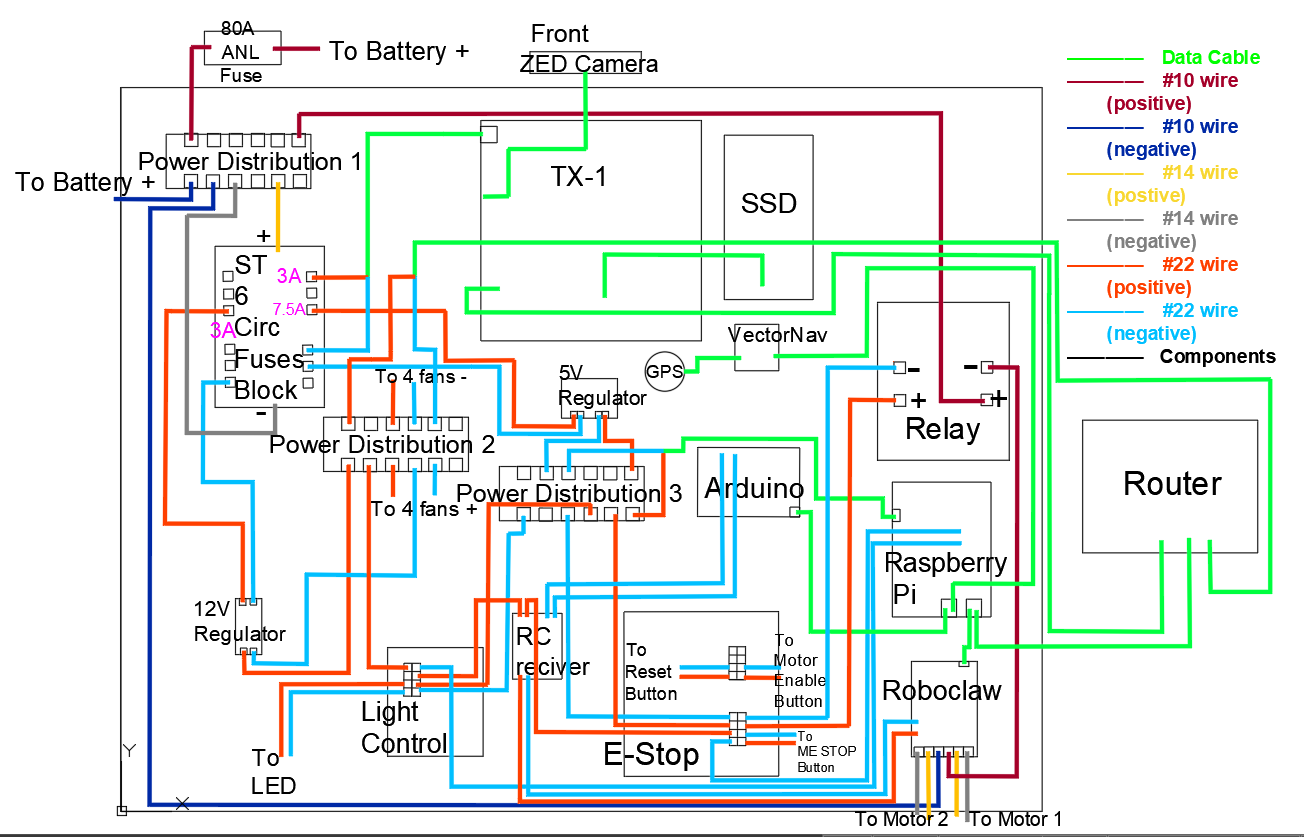 80A
ANL
Fuse
To Battery +
Front
ZED Camera
Data Cable
#10 wire
(positive)
#10 wire
(negative)
#14 wire
(postive)
#14 wire
(negative)
#22 wire
(positive)
#22 wire
(negative)
Components
Power Distribution 1
To Battery +
TX-1
SSD
+
ST
6
Circ
Fuses
Block
-
3A
7.5A
3A
To 4 fans -
Power Distribution 2
To 4 fans +
5V
Regulator
GPS
VectorNav
-
+
-
+
Relay
Power Distribution 3
Arduino
Raspberry
Pi
Router
12V
Regulator
RC
reciver
Light
Control
To
LED
To
Reset
Button
To
Motor
Enable
Button
To
ME STOP
Button
E-Stop
Roboclaw
To Motor 2
To Motor 1
Y
X